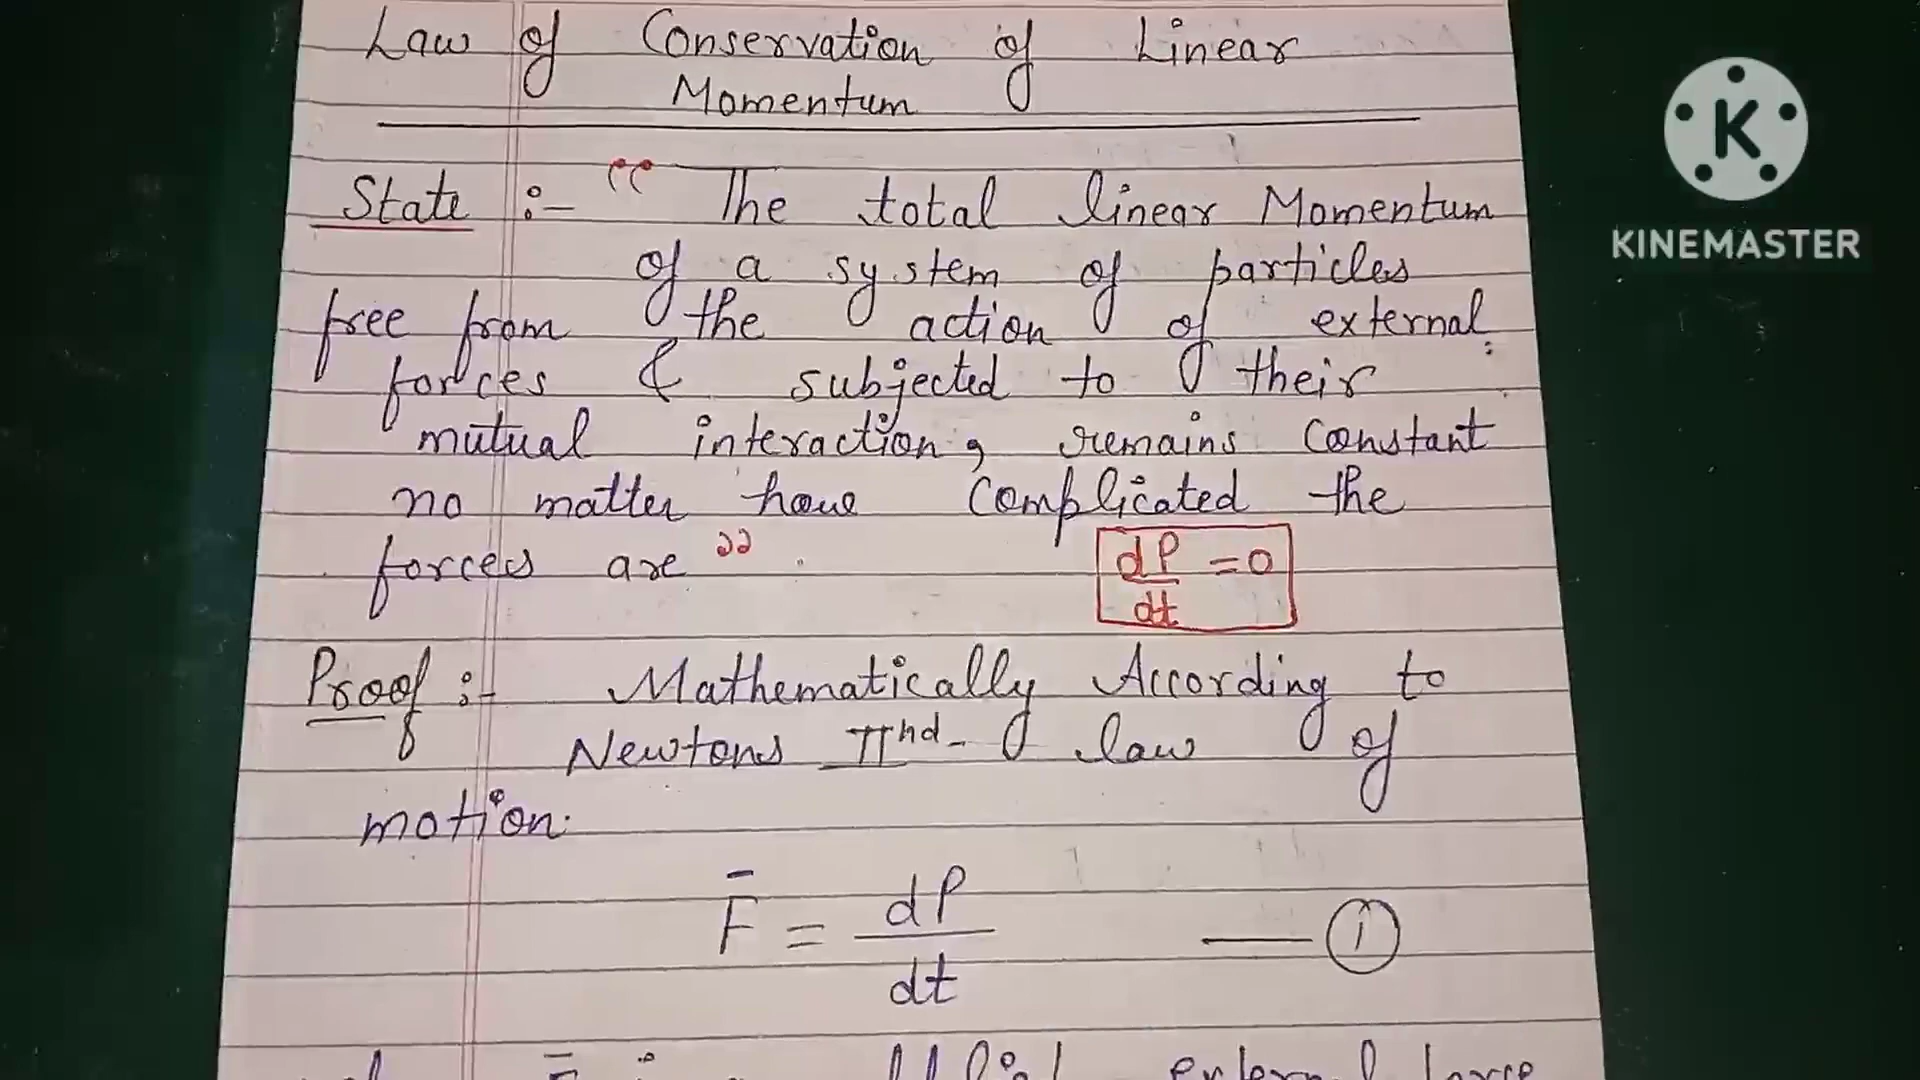 Law of Conservation of Linear
Momentum
State :- “ The total linear Momentum
of a system of particles
free from the action of external
forces & subjected to their
mutual interaction, remains Constant
no matter how complicated the
forces are ”
dP/dt = 0
Proof :- Mathematically According to
Newtons IInd law of
motion.
F̄ = dP/dt — ①
external force
K
KINEMASTER